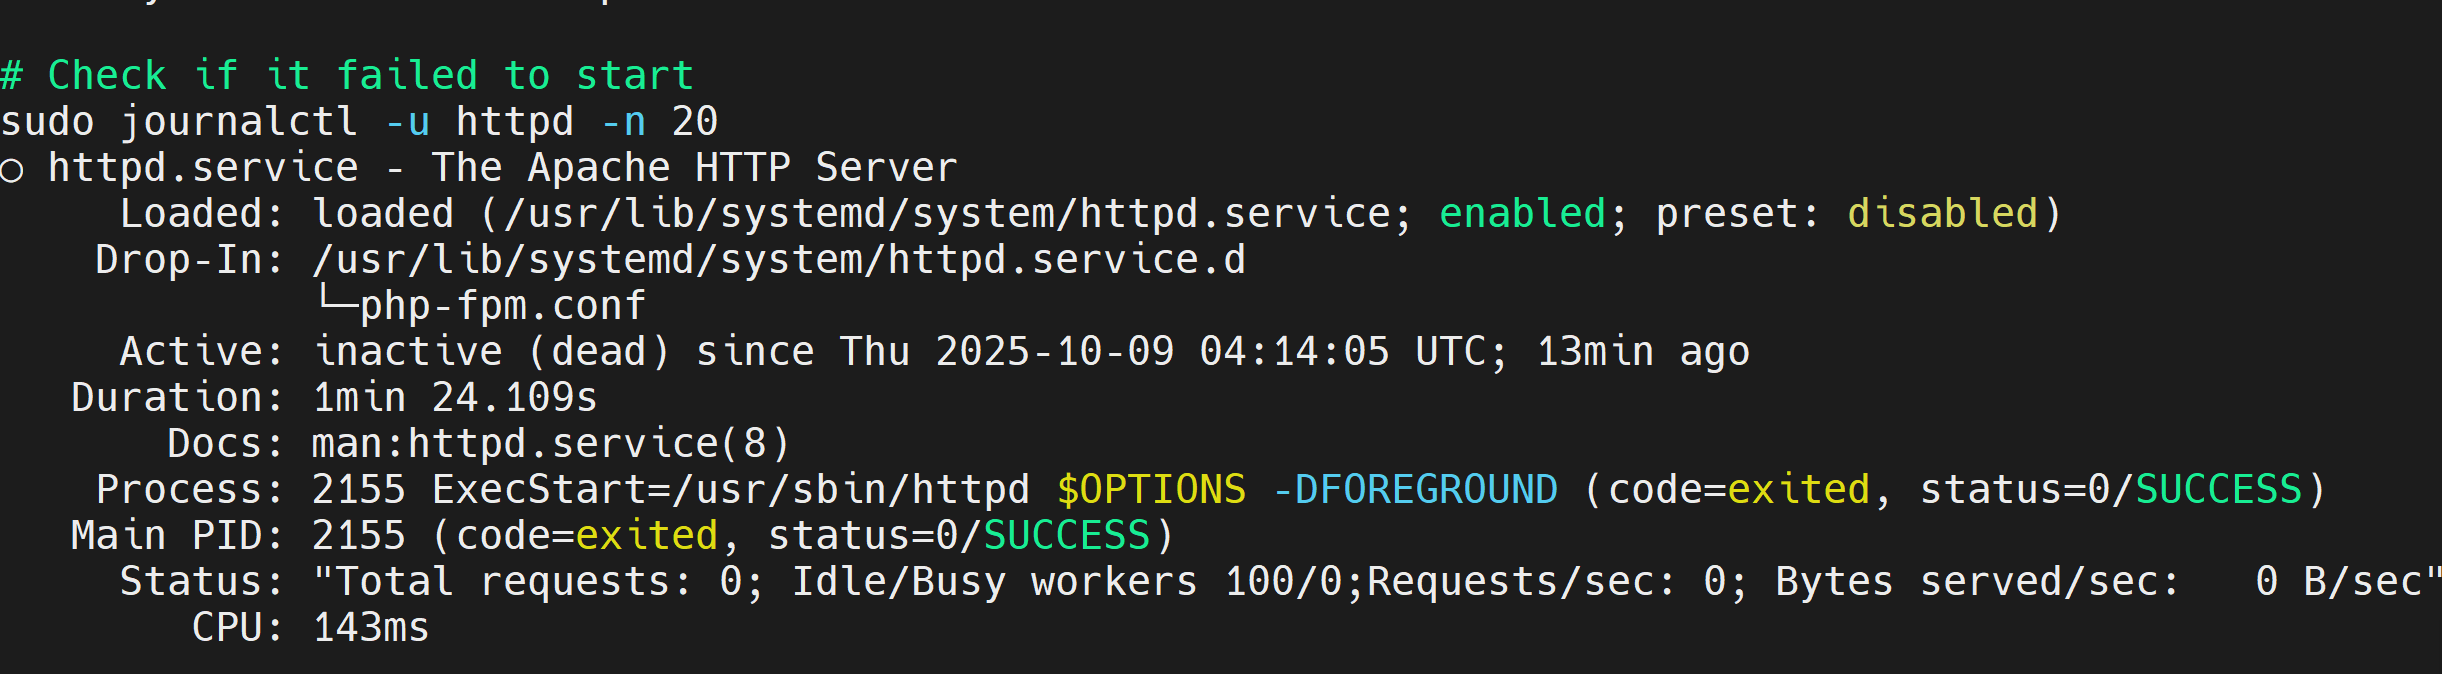 # Check if it failed to start
sudo journalctl -u httpd -n 20
○ httpd.service - The Apache HTTP Server
     Loaded: loaded (/usr/lib/systemd/system/httpd.service; enabled; preset: disabled)
    Drop-In: /usr/lib/systemd/system/httpd.service.d
             └─php-fpm.conf
     Active: inactive (dead) since Thu 2025-10-09 04:14:05 UTC; 13min ago
   Duration: 1min 24.109s
       Docs: man:httpd.service(8)
    Process: 2155 ExecStart=/usr/sbin/httpd $OPTIONS -DFOREGROUND (code=exited, status=0/SUCCESS)
   Main PID: 2155 (code=exited, status=0/SUCCESS)
     Status: "Total requests: 0; Idle/Busy workers 100/0;Requests/sec: 0; Bytes served/sec:   0 B/sec"
        CPU: 143ms